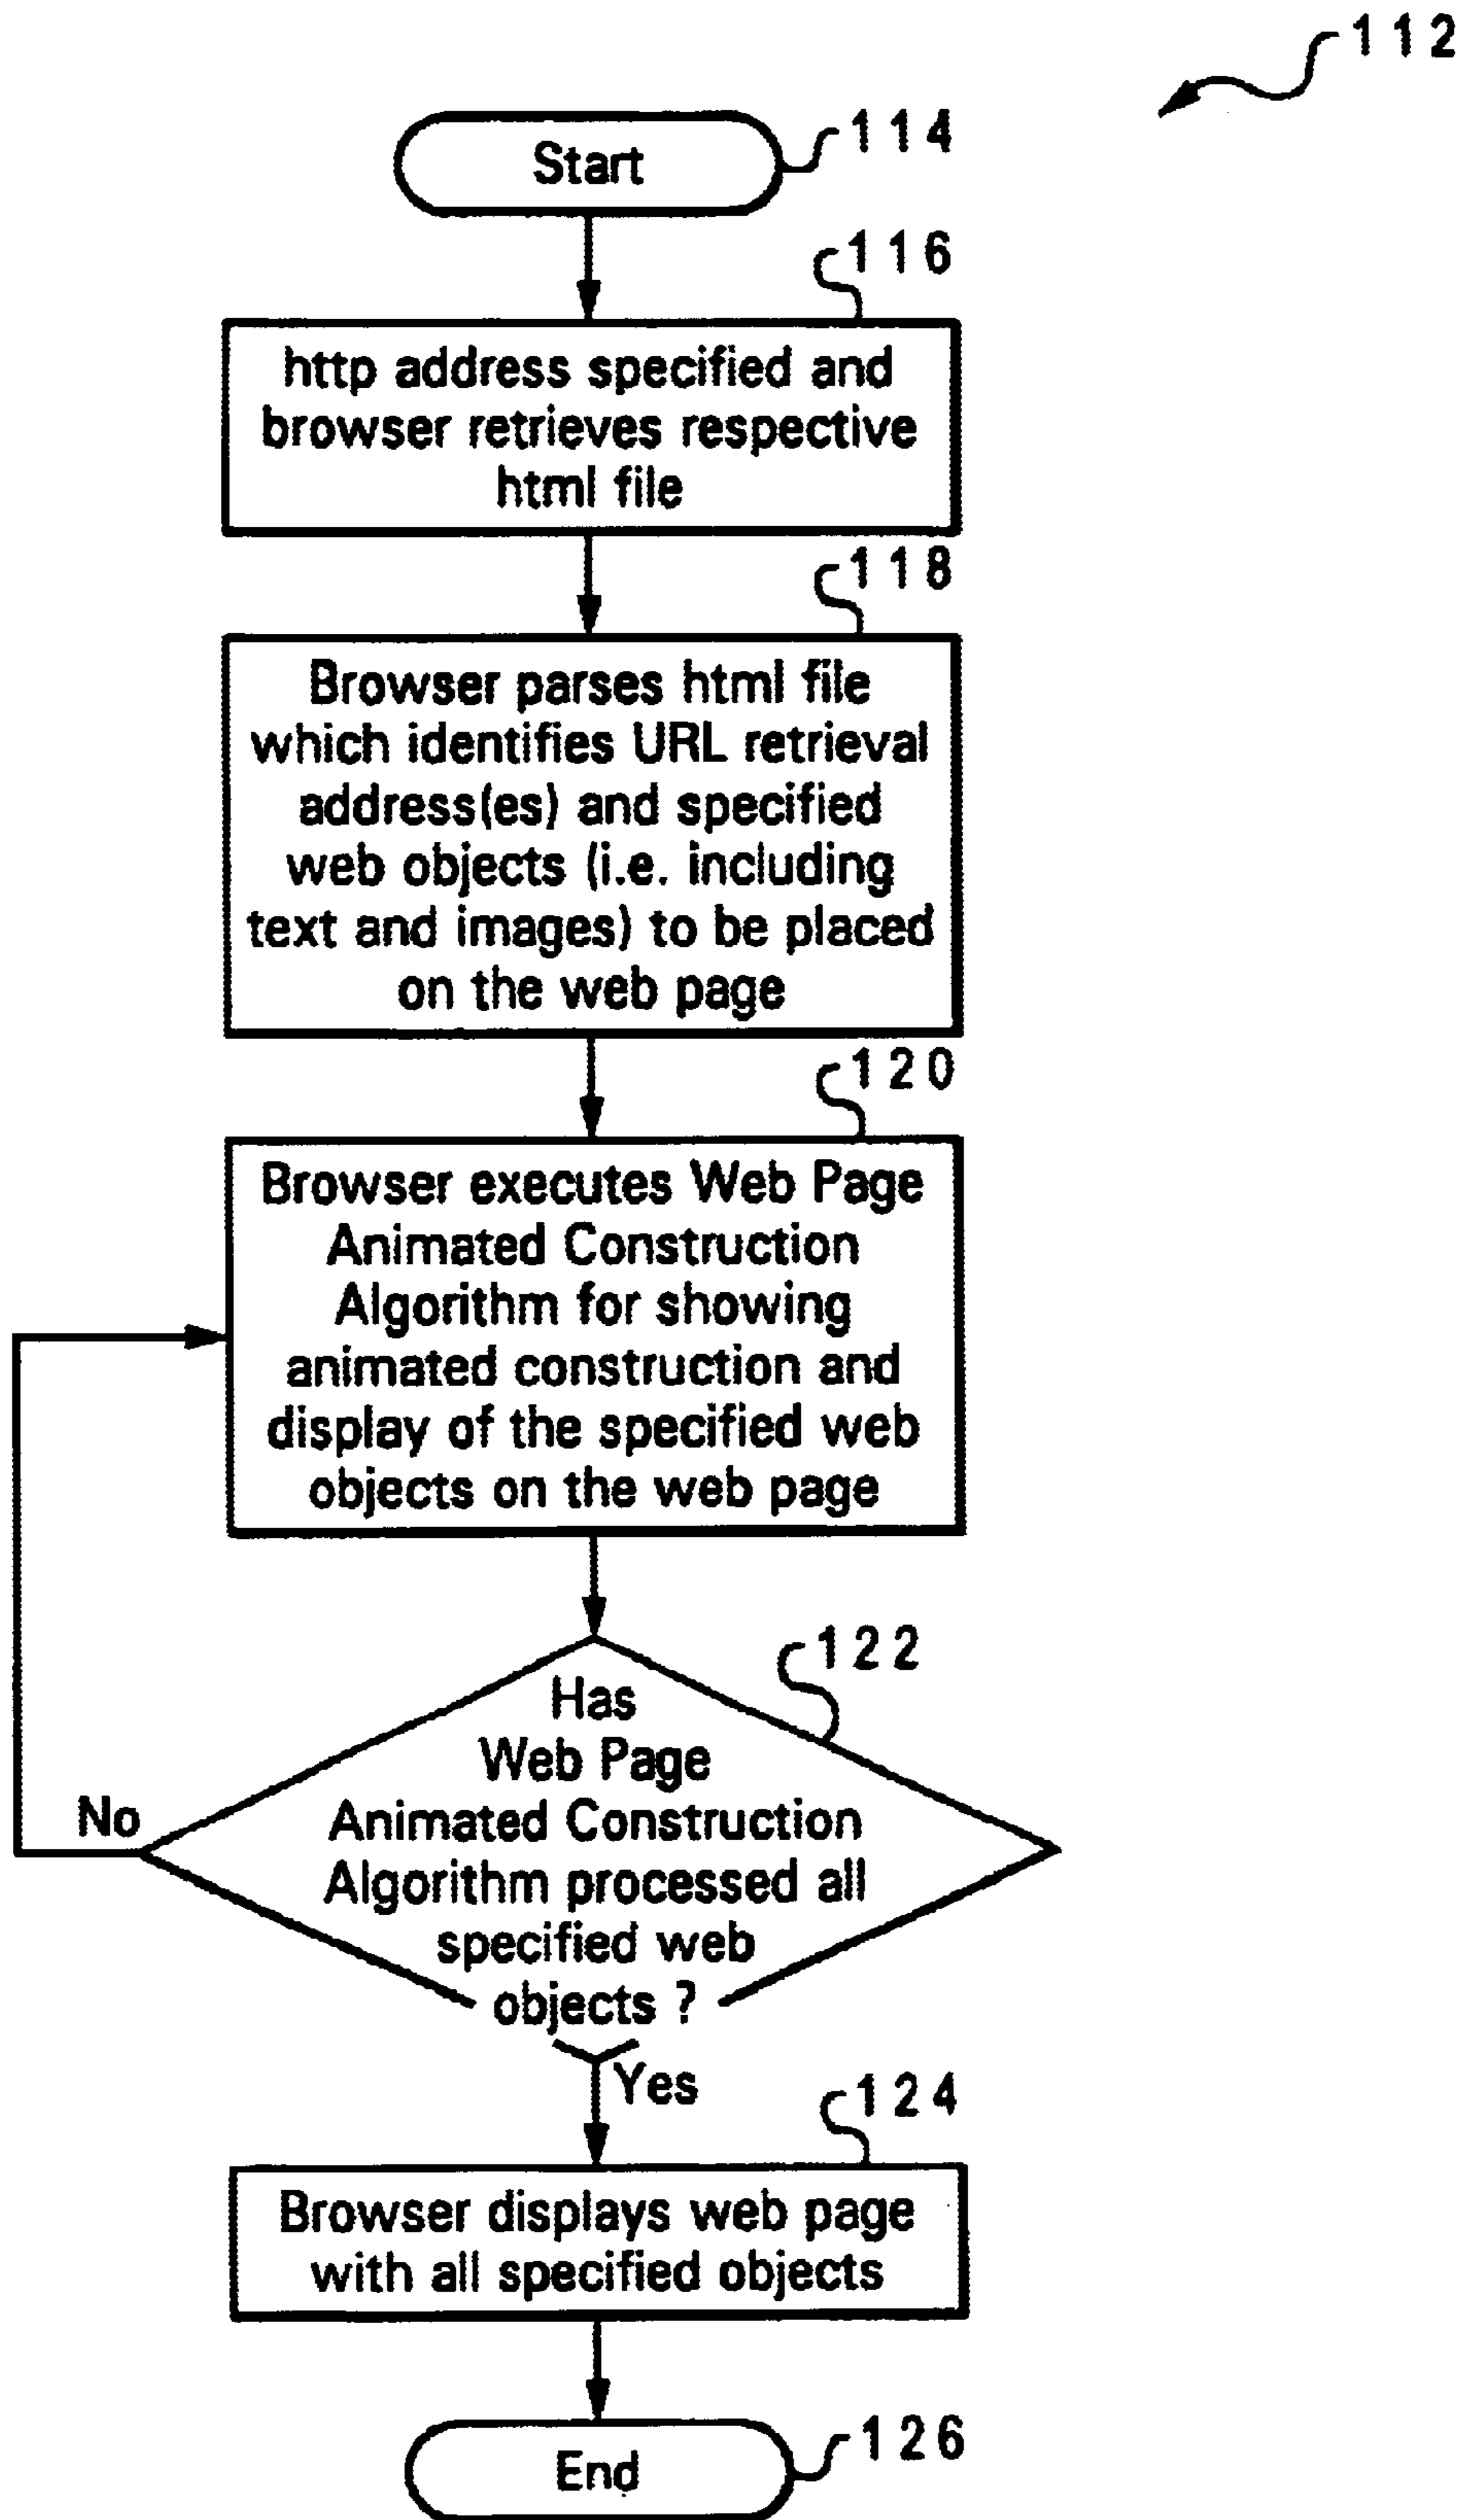 112
Start
114
116
http address specified and
browser retrieves respective
html file
118
Browser parses html file
which identifies URL retrieval
address(es) and specified
web objects (i.e. including
text and images) to be placed
on the web page
120
Browser executes Web Page
Animated Construction
Algorithm for showing
animated construction and
display of the specified web
objects on the web page
122
Has
Web Page
Animated Construction
Algorithm processed all
specified web
objects ?
No
Yes
124
Browser displays web page
with all specified objects
End
126